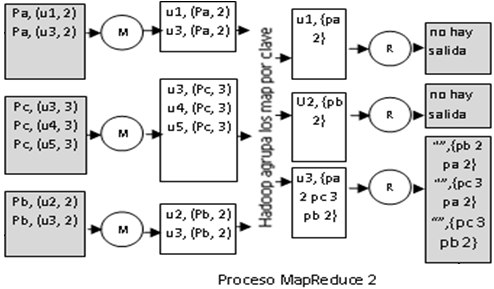 Pa, (u1, 2)
Pa, (u3, 2)
M
u1, (Pa, 2)
u3, (Pa, 2)
Pc, (u3, 3)
Pc, (u4, 3)
Pc, (u5, 3)
M
u3, (Pc, 3)
u4, (Pc, 3)
u5, (Pc, 3)
Pb, (u2, 2)
Pb, (u3, 2)
M
u2, (Pb, 2)
u3, (Pb, 2)
Hadoop agrupa los map por clave
u1, {pa
2}
R
no hay
salida
U2, {pb
2}
R
no hay
salida
u3, {pa
2 pc 3
pb 2}
R
“”,{pb 2
pa 2}
“”,{pc 3
pa 2}
“”,{pc 3
pb 2}
Proceso MapReduce 2